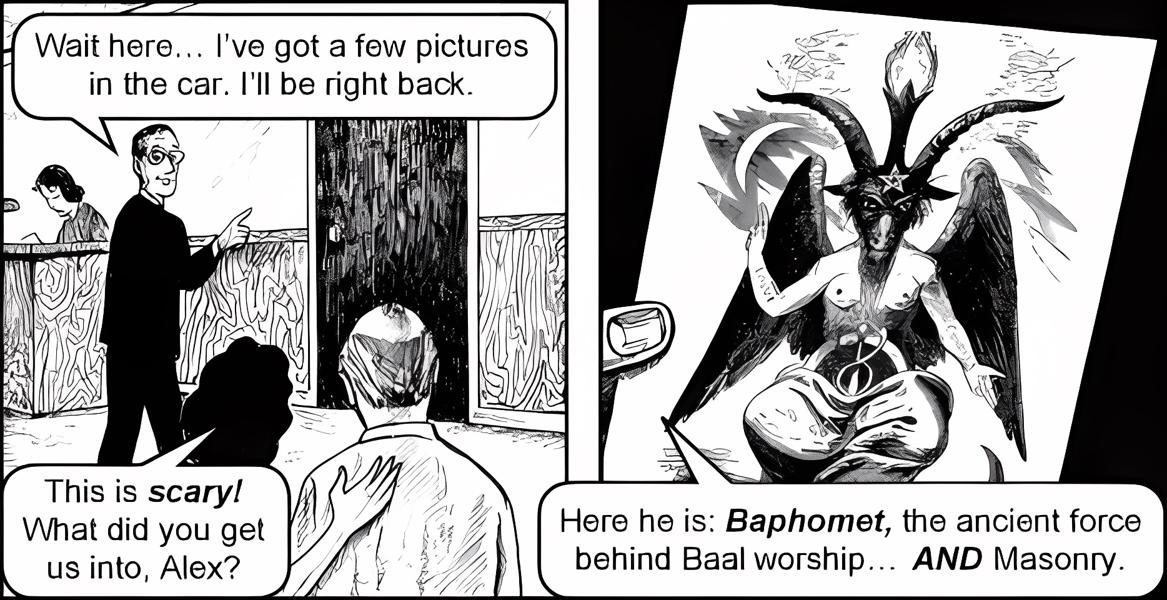 Wait here... I've got a few pictures
in the car. I'll be right back.
This is scary!
What did you get
us into, Alex?
Here he is: Baphomet, the ancient force
behind Baal worship... AND Masonry.